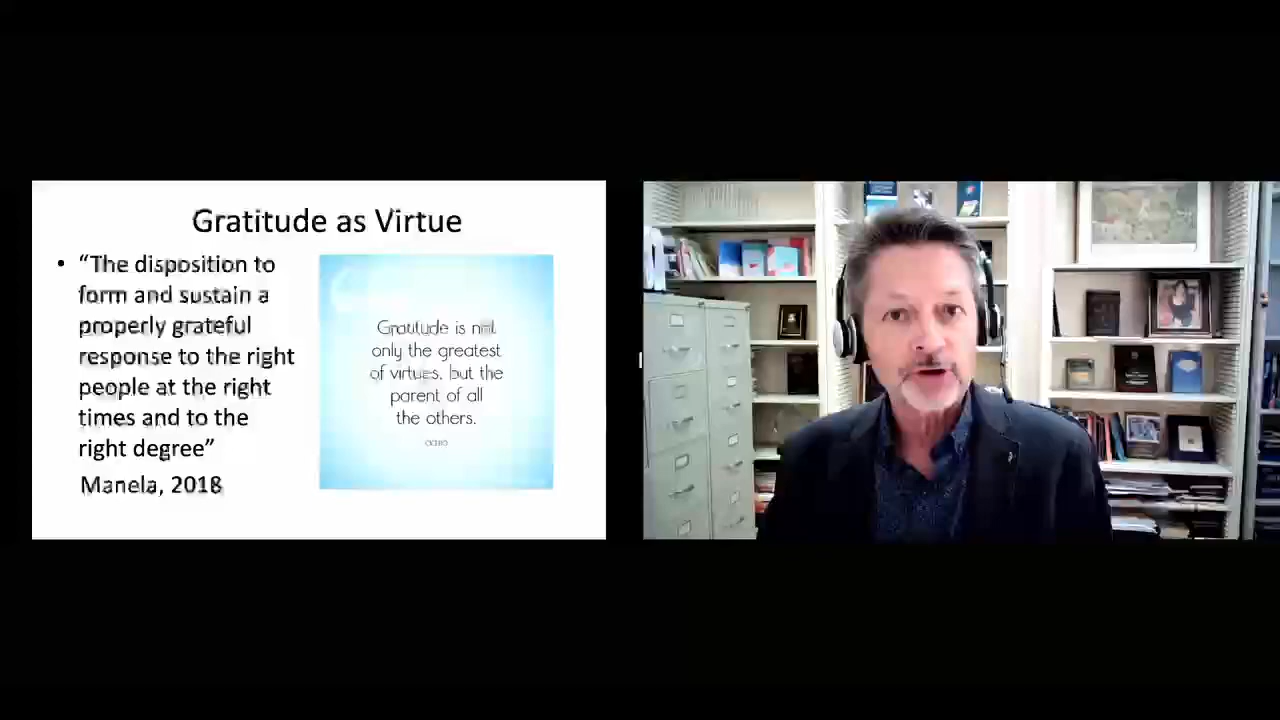 Gratitude as Virtue
• “The disposition to
form and sustain a
properly grateful
response to the right
people at the right
times and to the
right degree”
Manela, 2018
Gratitude is not
only the greatest
of virtues, but the
parent of all
the others.